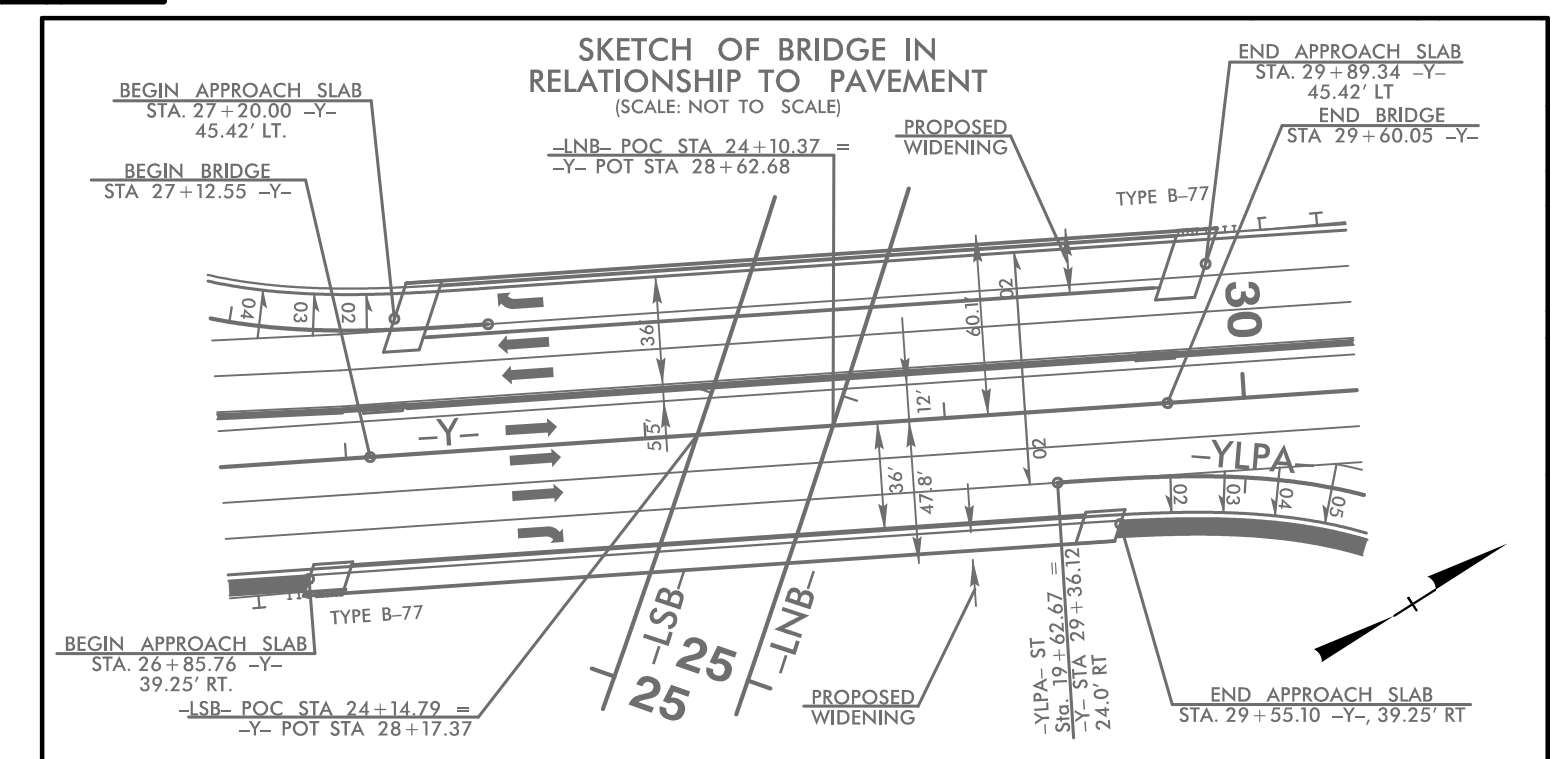 SKETCH OF BRIDGE IN
RELATIONSHIP TO PAVEMENT
(SCALE: NOT TO SCALE)
BEGIN APPROACH SLAB
STA. 27+20.00 –Y–
45.42' LT.
BEGIN BRIDGE
STA 27+12.55 –Y–
–LNB– POC STA 24+10.37 =
–Y– POT STA 28+62.68
PROPOSED
WIDENING
END APPROACH SLAB
STA. 29+89.34 –Y–
45.42' LT
END BRIDGE
STA 29+60.05 –Y–
TYPE B–77
04
03
02
36'
60.1'
02
30
12'
5.5'
–Y–
02
–YLPA–
36'
47.8'
02
03
04
05
TYPE B–77
–LSB–
25
25
–LNB–
BEGIN APPROACH SLAB
STA. 26+85.76 –Y–
39.25' RT.
–LSB– POC STA 24+14.79 =
–Y– POT STA 28+17.37
PROPOSED
WIDENING
–YLPA– ST
Sta. 19+62.67 =
–Y– STA 29+36.12
24.0' RT
END APPROACH SLAB
STA. 29+55.10 –Y–, 39.25' RT